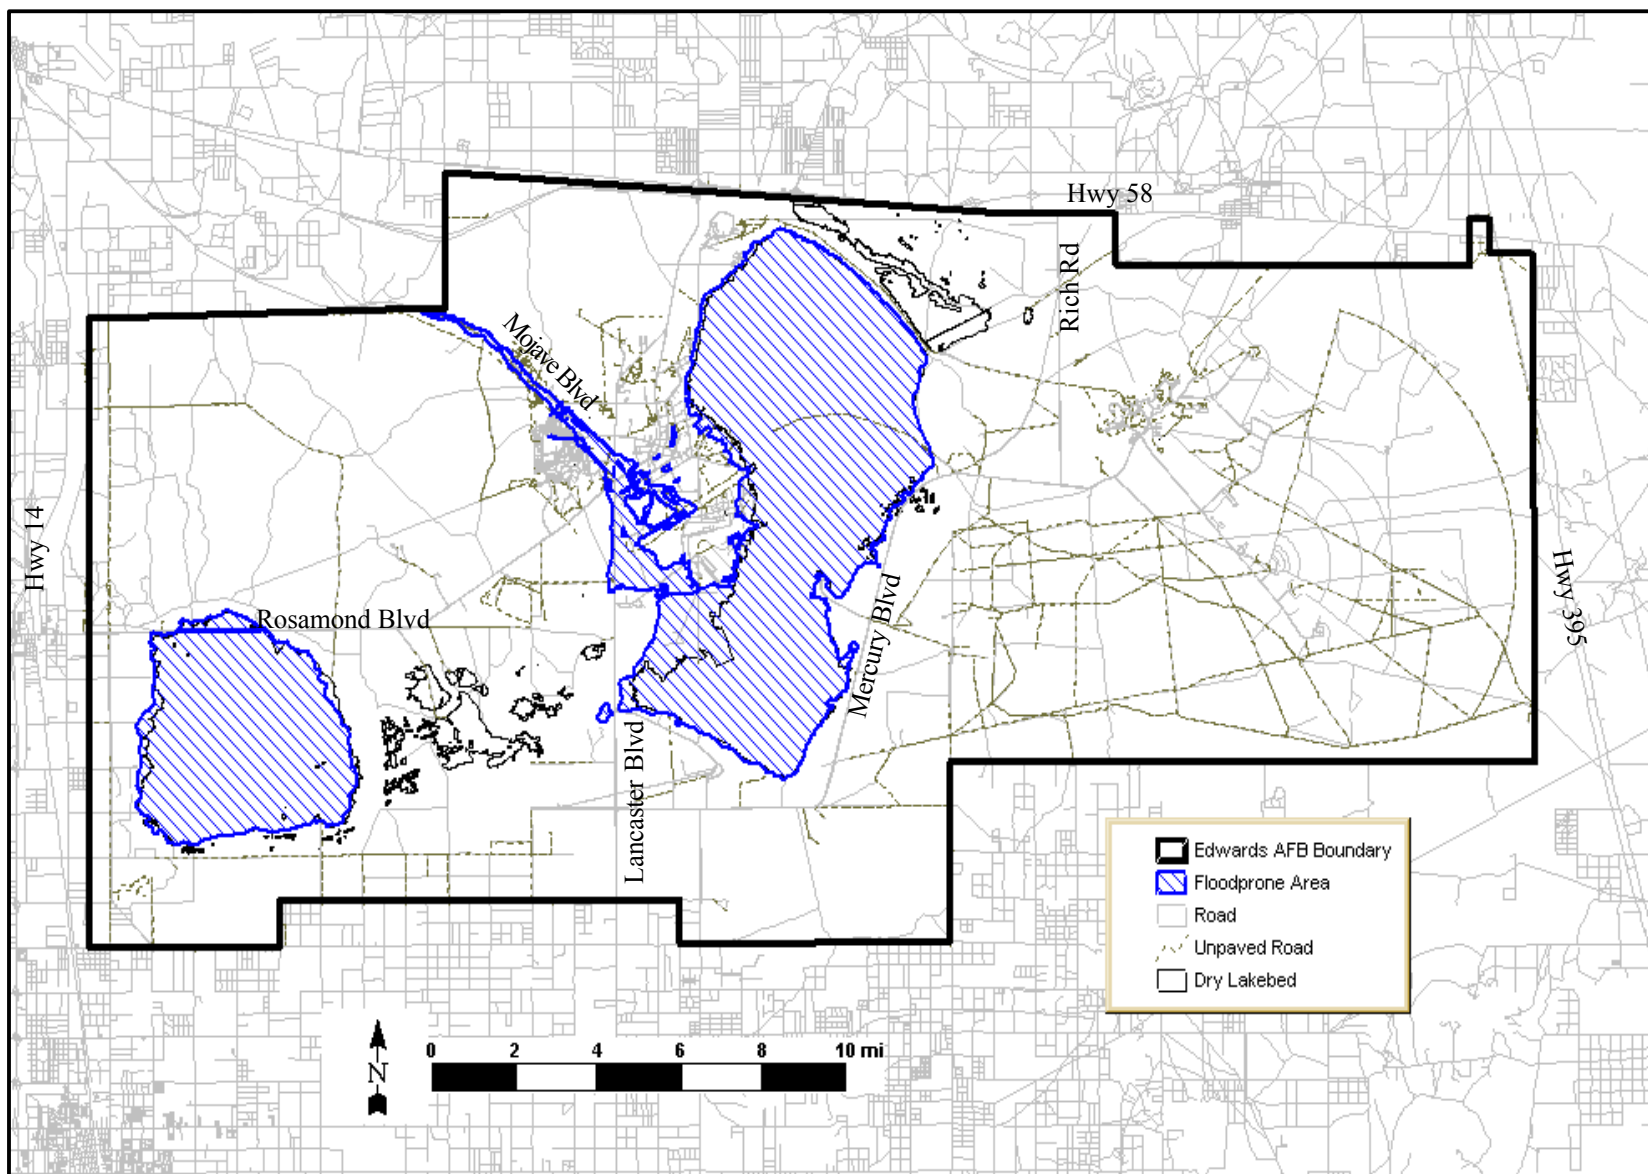 Hwy 58
Rich Rd
Mojave Blvd
Hwy 14
Hwy 395
Rosamond Blvd
Mercury Blvd
Lancaster Blvd
Edwards AFB Boundary
Floodprone Area
Road
Unpaved Road
Dry Lakebed
N
0 2 4 6 8 10 mi